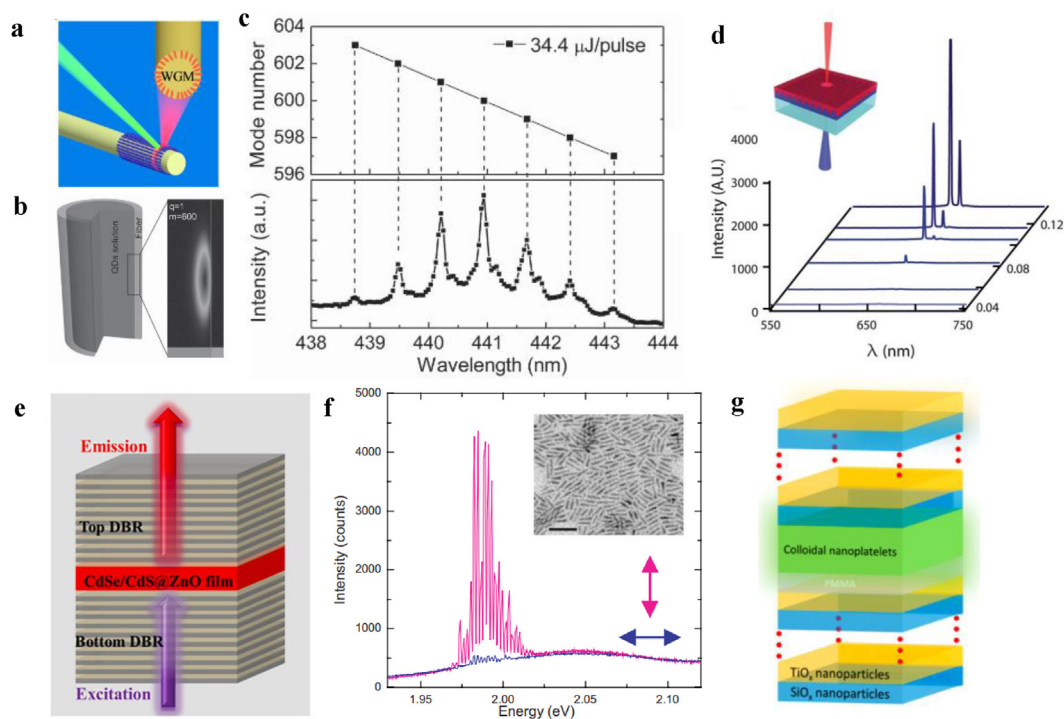 a
WGM
b
q=1
m=600
QDs solution
Fiber
c
604
602
600
598
596
Mode number
34.4 µJ/pulse
Intensity (a.u.)
438 439 440 441 442 443 444
Wavelength (nm)
d
4000
3000
2000
1000
0
Intensity (A.U.)
0.12
0.08
0.04
550 650 750
λ (nm)
e
Emission
Top DBR
CdSe/CdS@ZnO film
Bottom DBR
Excitation
f
5000
4000
3000
2000
1000
0
Intensity (counts)
1.95 2.00 2.05 2.10
Energy (eV)
g
Colloidal nanoplatelets
PMMA
TiOₓ nanoparticles
SiOₓ nanoparticles